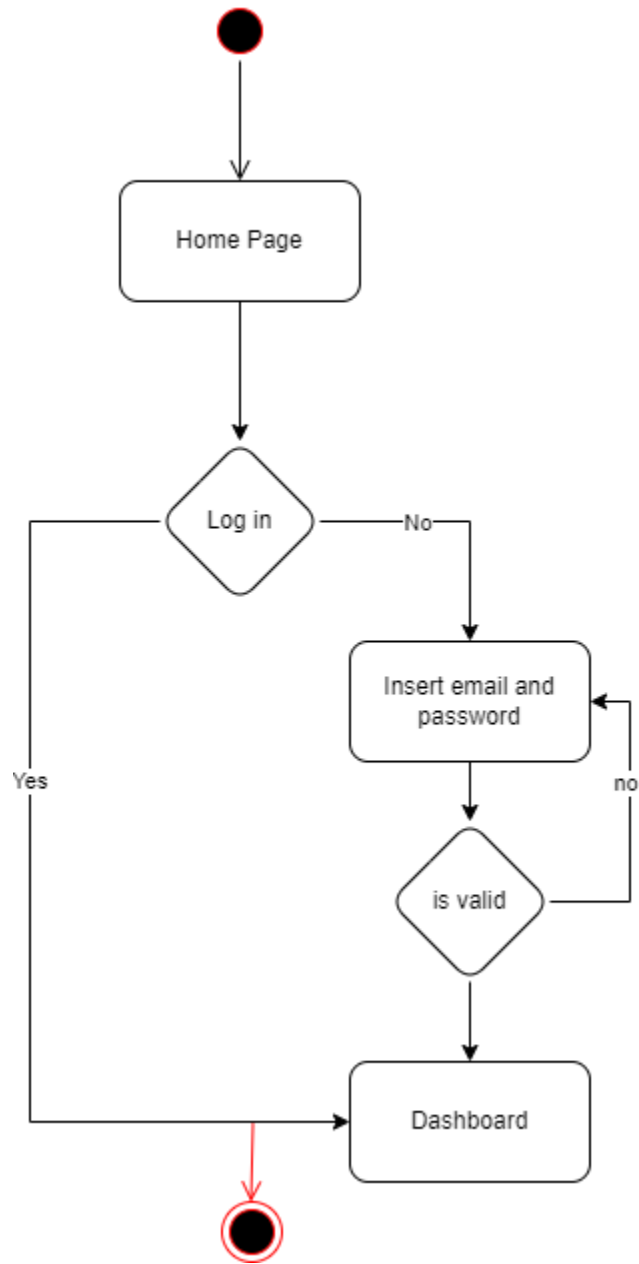 Home Page
Log in
No
Insert email and
password
Yes
no
is valid
Dashboard